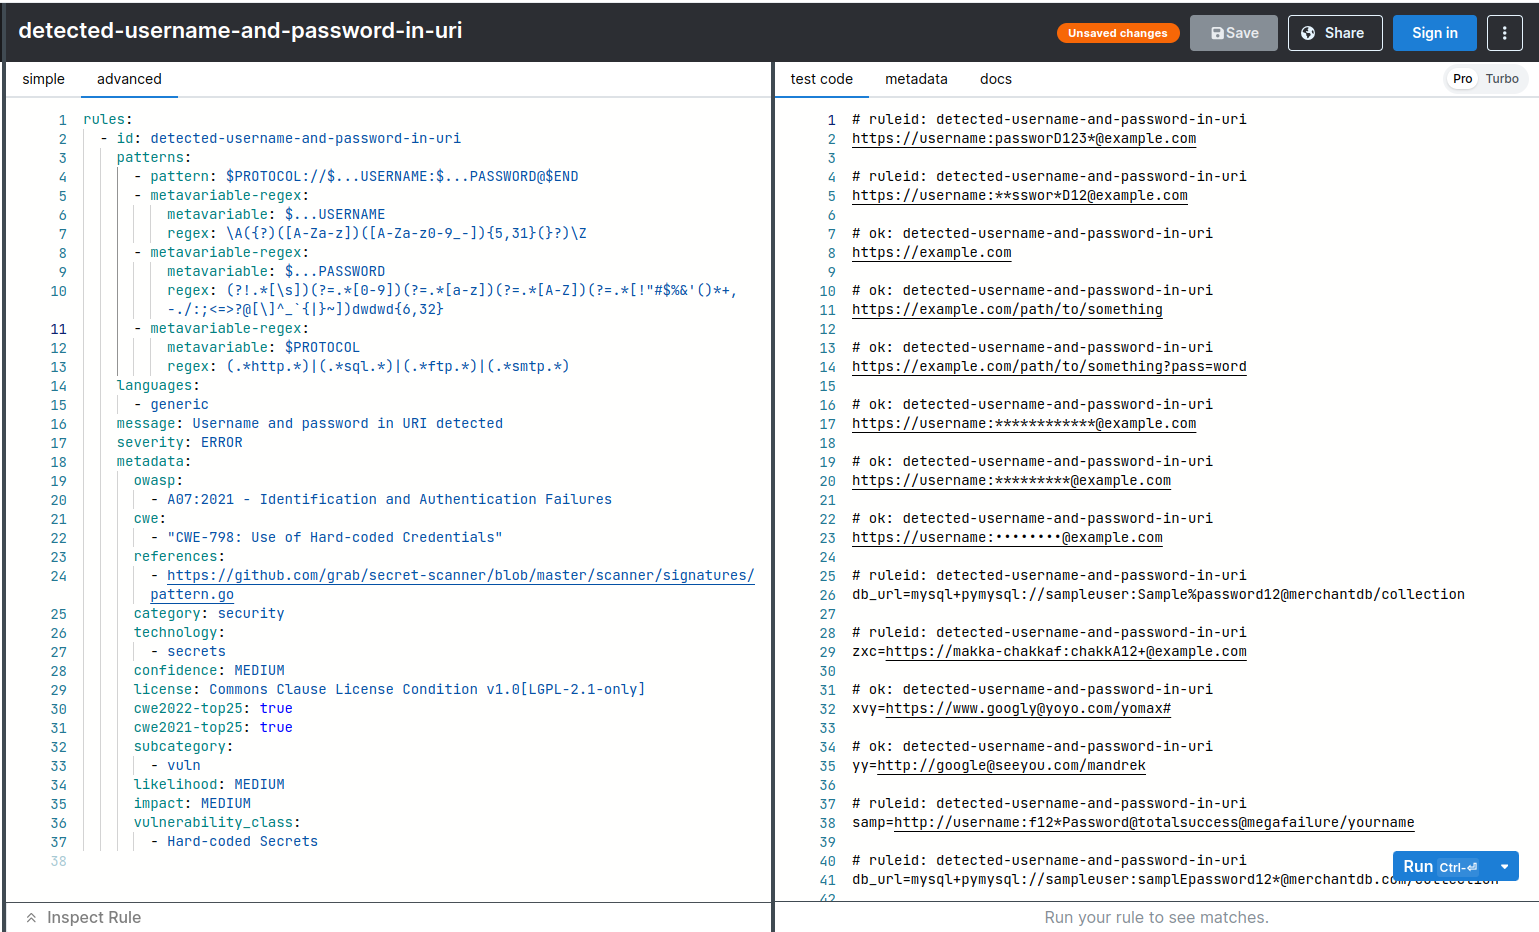 detected-username-and-password-in-uri
Unsaved changes
Save
Share
Sign in
simple
advanced
1 rules:
2 - id: detected-username-and-password-in-uri
3 patterns:
4 - pattern: $PROTOCOL://$...USERNAME:$...PASSWORD@$END
5 - metavariable-regex:
6 metavariable: $...USERNAME
7 regex: \A({?)([A-Za-z])([A-Za-z0-9_-]){5,31}(}?)\Z
8 - metavariable-regex:
9 metavariable: $...PASSWORD
10 regex: (?!.*[\s])(?=.*[0-9])(?=.*[a-z])(?=.*[A-Z])(?=.*[!"#$%&'()*+,
-./:;<=>?@[\]^_`{|}~])dwdwd{6,32}
11 - metavariable-regex:
12 metavariable: $PROTOCOL
13 regex: (.*http.*)|(.*sql.*)|(.*ftp.*)|(.*smtp.*)
14 languages:
15 - generic
16 message: Username and password in URI detected
17 severity: ERROR
18 metadata:
19 owasp:
20 - A07:2021 - Identification and Authentication Failures
21 cwe:
22 - "CWE-798: Use of Hard-coded Credentials"
23 references:
24 - https://github.com/grab/secret-scanner/blob/master/scanner/signatures/
pattern.go
25 category: security
26 technology:
27 - secrets
28 confidence: MEDIUM
29 license: Commons Clause License Condition v1.0[LGPL-2.1-only]
30 cwe2022-top25: true
31 cwe2021-top25: true
32 subcategory:
33 - vuln
34 likelihood: MEDIUM
35 impact: MEDIUM
36 vulnerability_class:
37 - Hard-coded Secrets
38
Inspect Rule
test code
metadata
docs
Pro
Turbo
1 # ruleid: detected-username-and-password-in-uri
2 https://username:passworD123*@example.com
3
4 # ruleid: detected-username-and-password-in-uri
5 https://username:**sswor*D12@example.com
6
7 # ok: detected-username-and-password-in-uri
8 https://example.com
9
10 # ok: detected-username-and-password-in-uri
11 https://example.com/path/to/something
12
13 # ok: detected-username-and-password-in-uri
14 https://example.com/path/to/something?pass=word
15
16 # ok: detected-username-and-password-in-uri
17 https://username:************@example.com
18
19 # ok: detected-username-and-password-in-uri
20 https://username:*********@example.com
21
22 # ok: detected-username-and-password-in-uri
23 https://username:••••••••@example.com
24
25 # ruleid: detected-username-and-password-in-uri
26 db_url=mysql+pymysql://sampleuser:Sample%password12@merchantdb/collection
27
28 # ruleid: detected-username-and-password-in-uri
29 zxc=https://makka-chakkaf:chakkA12+@example.com
30
31 # ok: detected-username-and-password-in-uri
32 xvy=https://www.googly@yoyo.com/yomax#
33
34 # ok: detected-username-and-password-in-uri
35 yy=http://google@seeyou.com/mandrek
36
37 # ruleid: detected-username-and-password-in-uri
38 samp=http://username:f12*Password@totalsuccess@megafailure/yourname
39
40 # ruleid: detected-username-and-password-in-uri
41 db_url=mysql+pymysql://sampleuser:samplEpassword12*@merchantdb.com/collection
42
Run Ctrl-⏎
Run your rule to see matches.